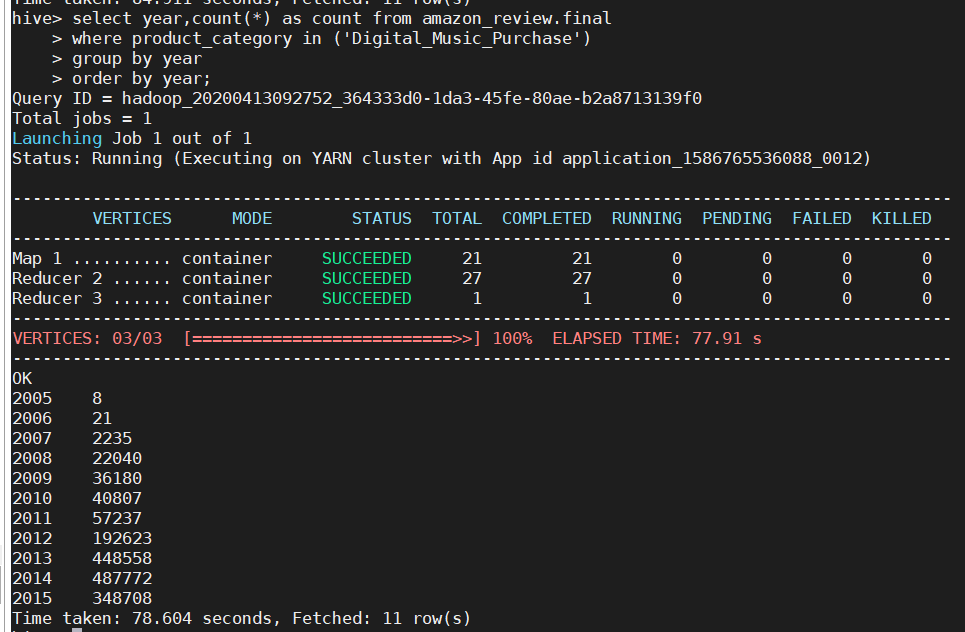 Time taken: 84.911 seconds, Fetched: 11 row(s)
hive> select year,count(*) as count from amazon_review.final
    > where product_category in ('Digital_Music_Purchase')
    > group by year
    > order by year;
Query ID = hadoop_20200413092752_364333d0-1da3-45fe-80ae-b2a8713139f0
Total jobs = 1
Launching Job 1 out of 1
Status: Running (Executing on YARN cluster with App id application_1586765536088_0012)
----------------------------------------------------------------------------------------------
        VERTICES      MODE        STATUS  TOTAL  COMPLETED  RUNNING  PENDING  FAILED  KILLED
----------------------------------------------------------------------------------------------
Map 1 .......... container     SUCCEEDED     21         21        0        0       0       0
Reducer 2 ...... container     SUCCEEDED     27         27        0        0       0       0
Reducer 3 ...... container     SUCCEEDED      1          1        0        0       0       0
----------------------------------------------------------------------------------------------
VERTICES: 03/03  [==========================>>] 100%  ELAPSED TIME: 77.91 s
----------------------------------------------------------------------------------------------
OK
2005    8
2006    21
2007    2235
2008    22040
2009    36180
2010    40807
2011    57237
2012    192623
2013    448558
2014    487772
2015    348708
Time taken: 78.604 seconds, Fetched: 11 row(s)